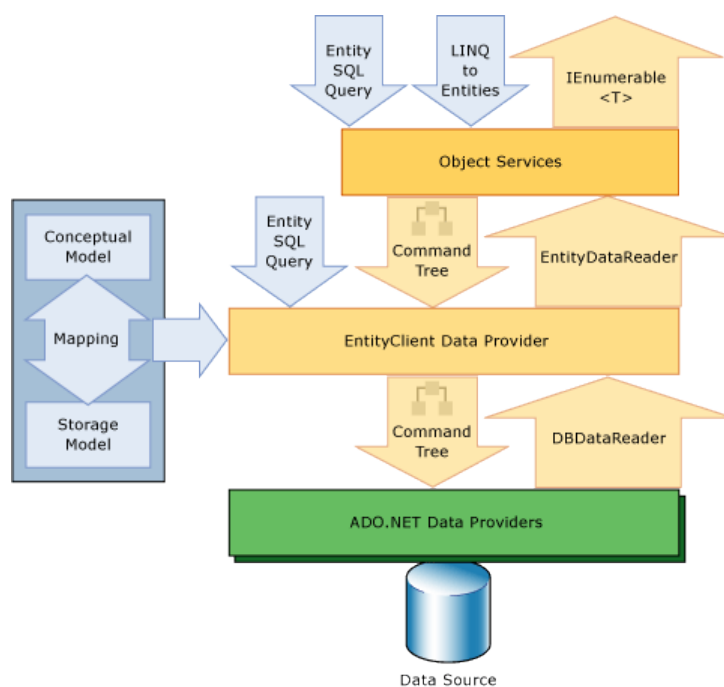 Entity
SQL
Query
LINQ
to
Entities
IEnumerable
<T>
Object Services
Conceptual
Model
Mapping
Storage
Model
Entity
SQL
Query
Command
Tree
EntityDataReader
EntityClient Data Provider
Command
Tree
DBDataReader
ADO.NET Data Providers
Data Source